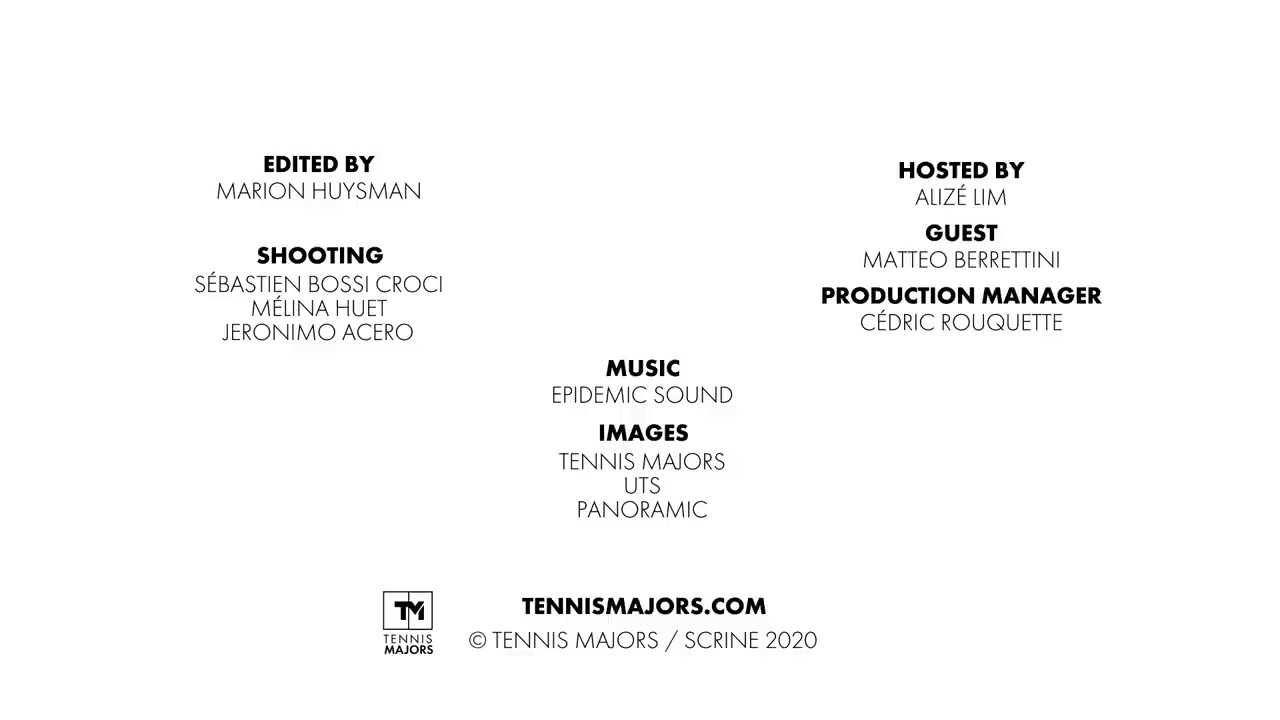 EDITED BY
MARION HUYSMAN
SHOOTING
SÉBASTIEN BOSSI CROCI
MÉLINA HUET
JERONIMO ACERO
HOSTED BY
ALIZÉ LIM
GUEST
MATTEO BERRETTINI
PRODUCTION MANAGER
CÉDRIC ROUQUETTE
MUSIC
EPIDEMIC SOUND
IMAGES
TENNIS MAJORS
UTS
PANORAMIC
TM
TENNIS
MAJORS
TENNISMAJORS.COM
© TENNIS MAJORS / SCRINE 2020